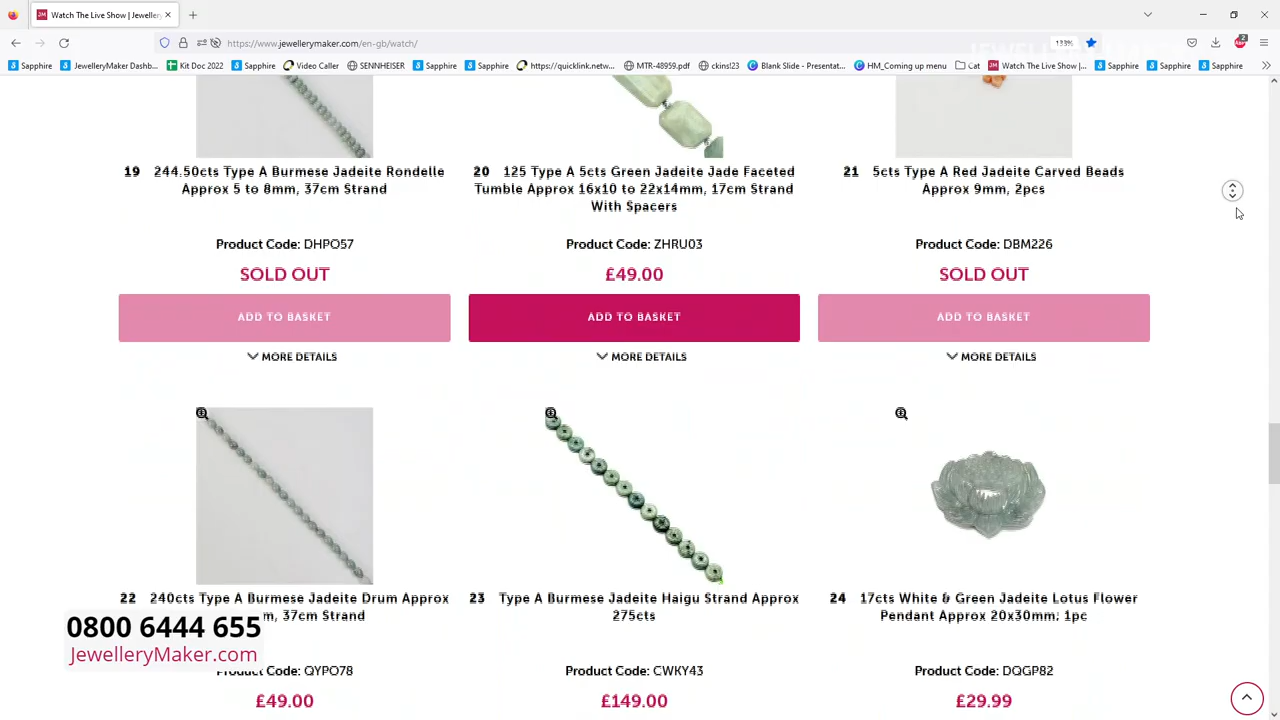 Watch The Live Show | Jeweller
https://www.jewellerymaker.com/en_gb/watch/
133%
2
Sapphire
JewelleryMaker Dashb...
Kit Doc 2022
Sapphire
Video Caller
SENNHEISER
Sapphire
Sapphire
https://quicklink.netw...
MTR-48959.pdf
ckins!23
Blank Slide - Presentat...
HM_Coming up menu
Cat
Watch The Live Show |...
Sapphire
Sapphire
Sapphire
19 244.50cts Type A Burmese Jadeite Rondelle
Approx 5 to 8mm, 37cm Strand
Product Code: DHPO57
SOLD OUT
ADD TO BASKET
MORE DETAILS
20 125 Type A 5cts Green Jadeite Jade Faceted
Tumble Approx 16x10 to 22x14mm, 17cm Strand
With Spacers
Product Code: ZHRU03
£49.00
ADD TO BASKET
MORE DETAILS
21 5cts Type A Red Jadeite Carved Beads
Approx 9mm, 2pcs
Product Code: DBM226
SOLD OUT
ADD TO BASKET
MORE DETAILS
22 240cts Type A Burmese Jadeite Drum Approx
m, 37cm Strand
Product Code: QYPO78
£49.00
23 Type A Burmese Jadeite Haigu Strand Approx
275cts
Product Code: CWKY43
£149.00
24 17cts White & Green Jadeite Lotus Flower
Pendant Approx 20x30mm; 1pc
Product Code: DQGP82
£29.99
0800 6444 655
JewelleryMaker.com